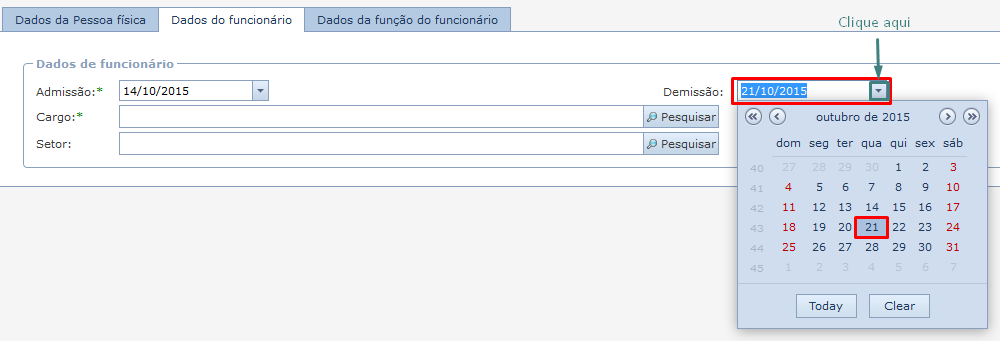 Clique aqui
Dados da Pessoa física Dados do funcionário Dados da função do funcionário
Dados de funcionário
Admissão:* 14/10/2015 Demissão: 21/10/2015
Cargo:* Pesquisar
Setor: Pesquisar
outubro de 2015
dom seg ter qua qui sex sáb
40 27 28 29 30 1 2 3
41 4 5 6 7 8 9 10
42 11 12 13 14 15 16 17
43 18 19 20 21 22 23 24
44 25 26 27 28 29 30 31
45 1 2 3 4 5 6 7
Today Clear